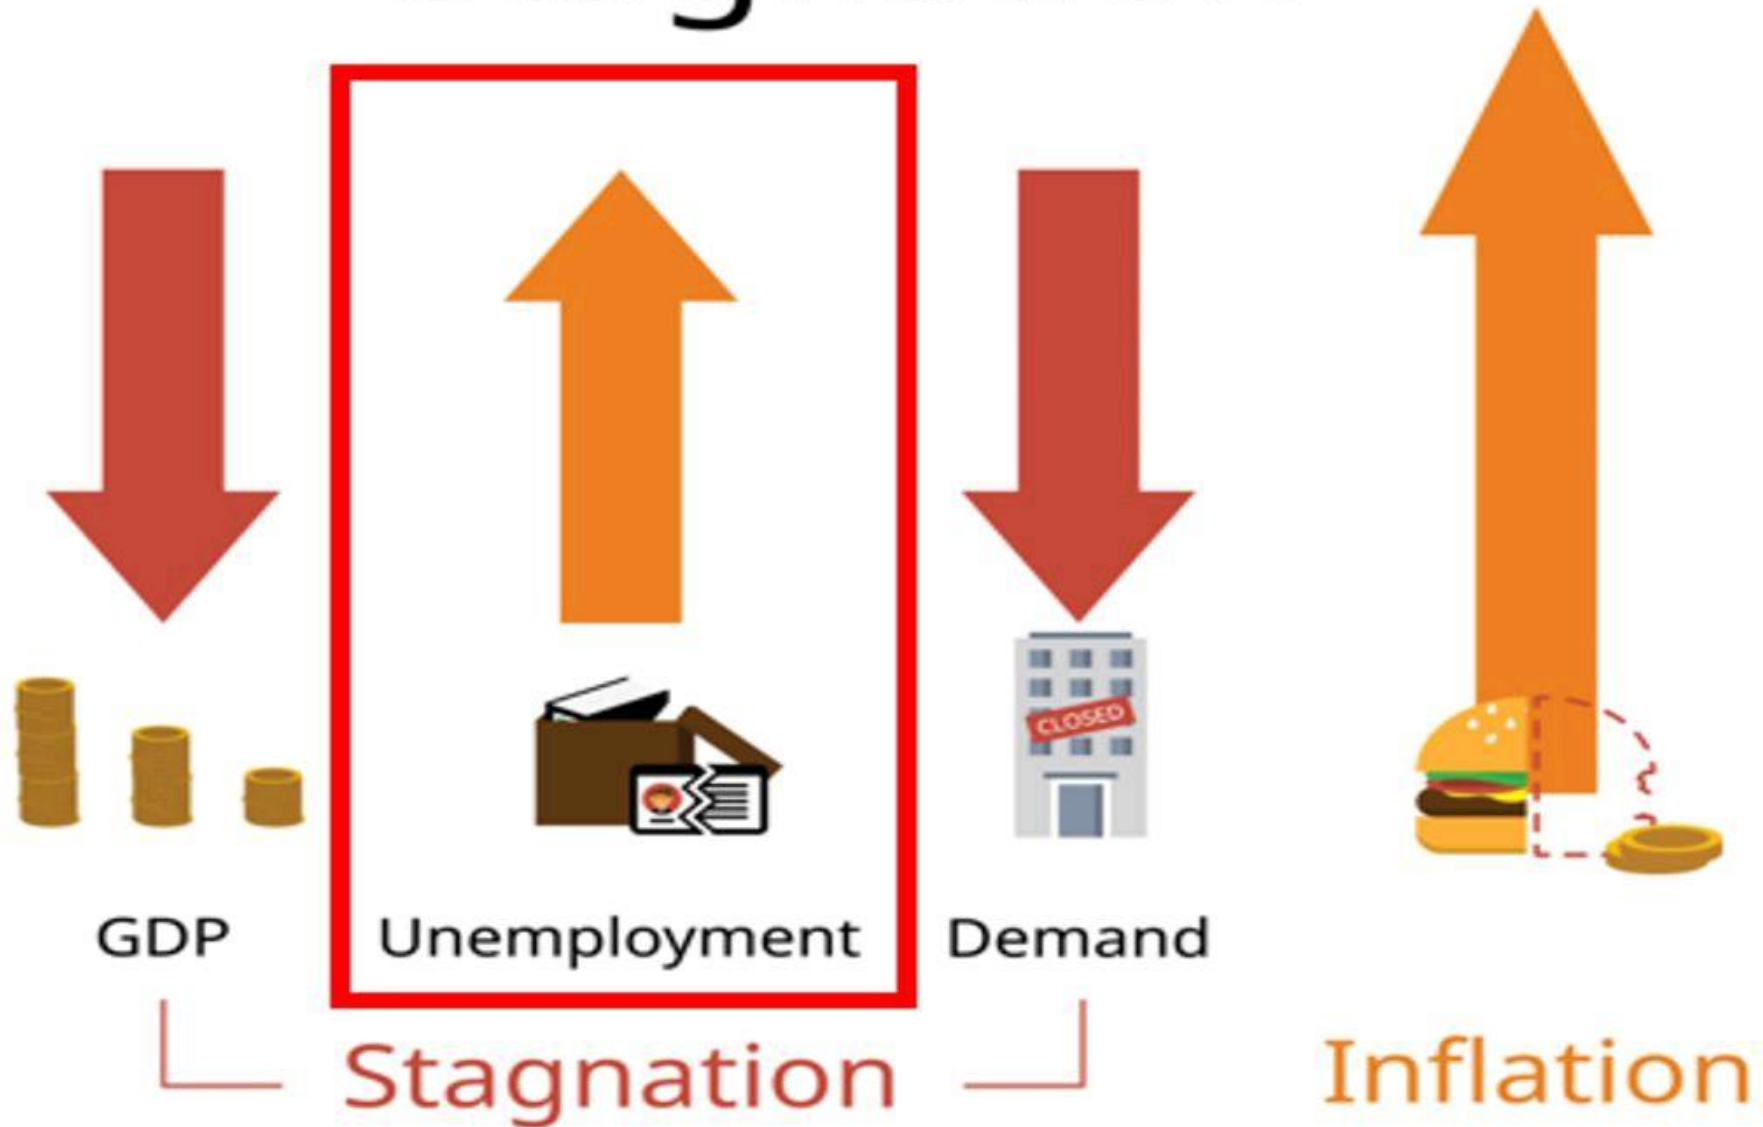 CLOSED
GDP
Unemployment
Demand
Stagnation
Inflation